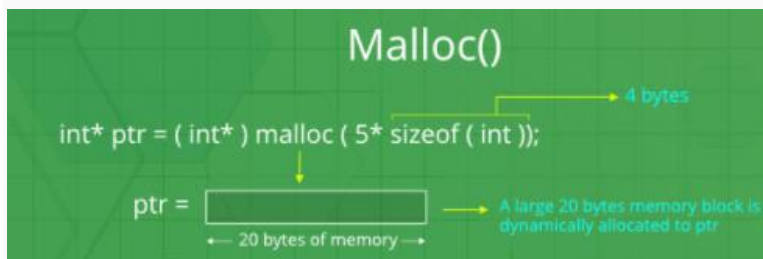 Malloc()
4 bytes
int* ptr = ( int* ) malloc ( 5* sizeof ( int ));
ptr =
A large 20 bytes memory block is
dynamically allocated to ptr
20 bytes of memory